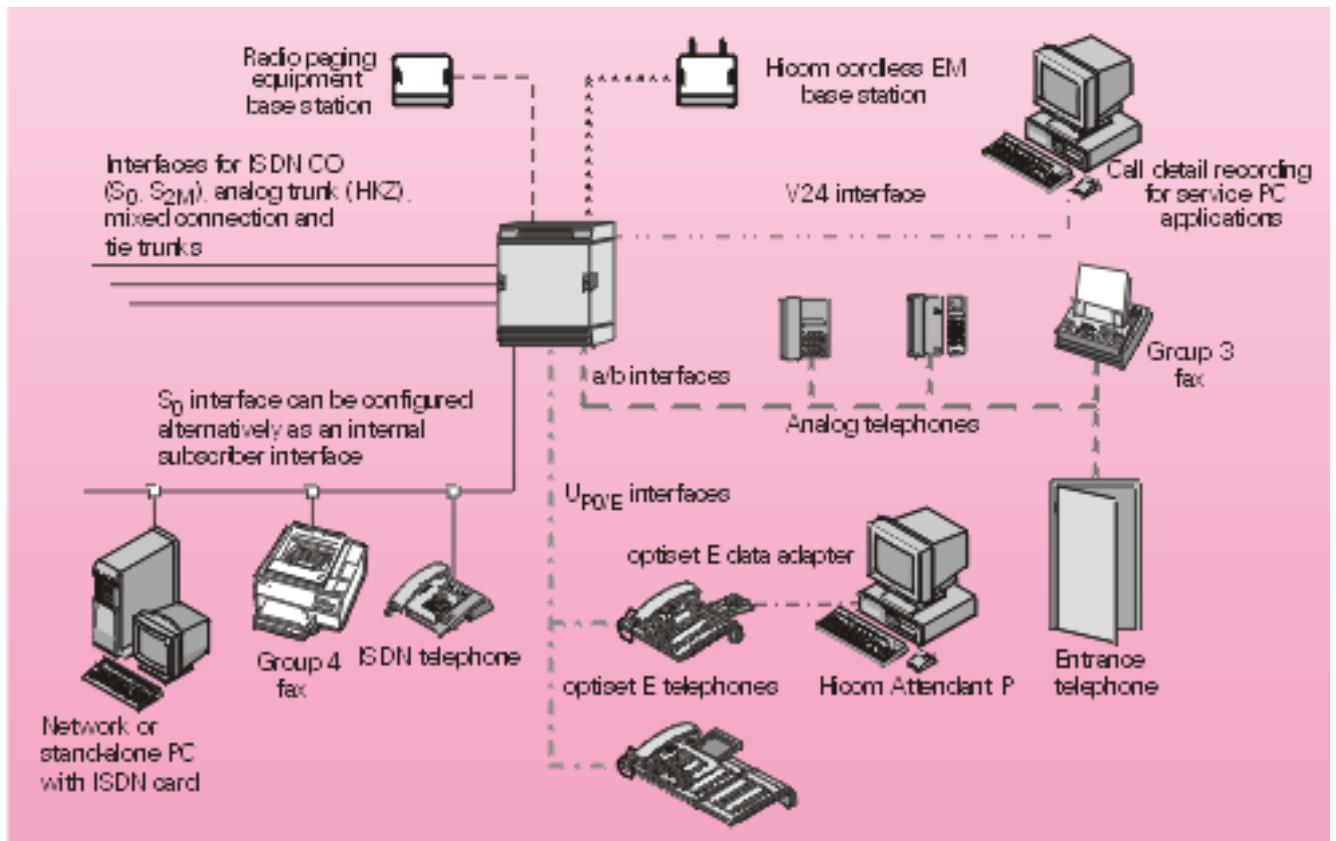 Radio paging
equipment
base station
Hicom cordless EM
base station
Interfaces for ISDN CO
(S0, S2M), analog trunk (HKZ),
mixed connection and
tie trunks
V24 interface
Call detail recording
for service PC
applications
Group 3
fax
a/b interfaces
Analog telephones
S0 interface can be configured
alternatively as an internal
subscriber interface
UP0/E interfaces
optiset E data adapter
Group 4
fax
ISDN telephone
optiset E telephones
Hicom Attendant P
Entrance
telephone
Network or
stand-alone PC
with ISDN card